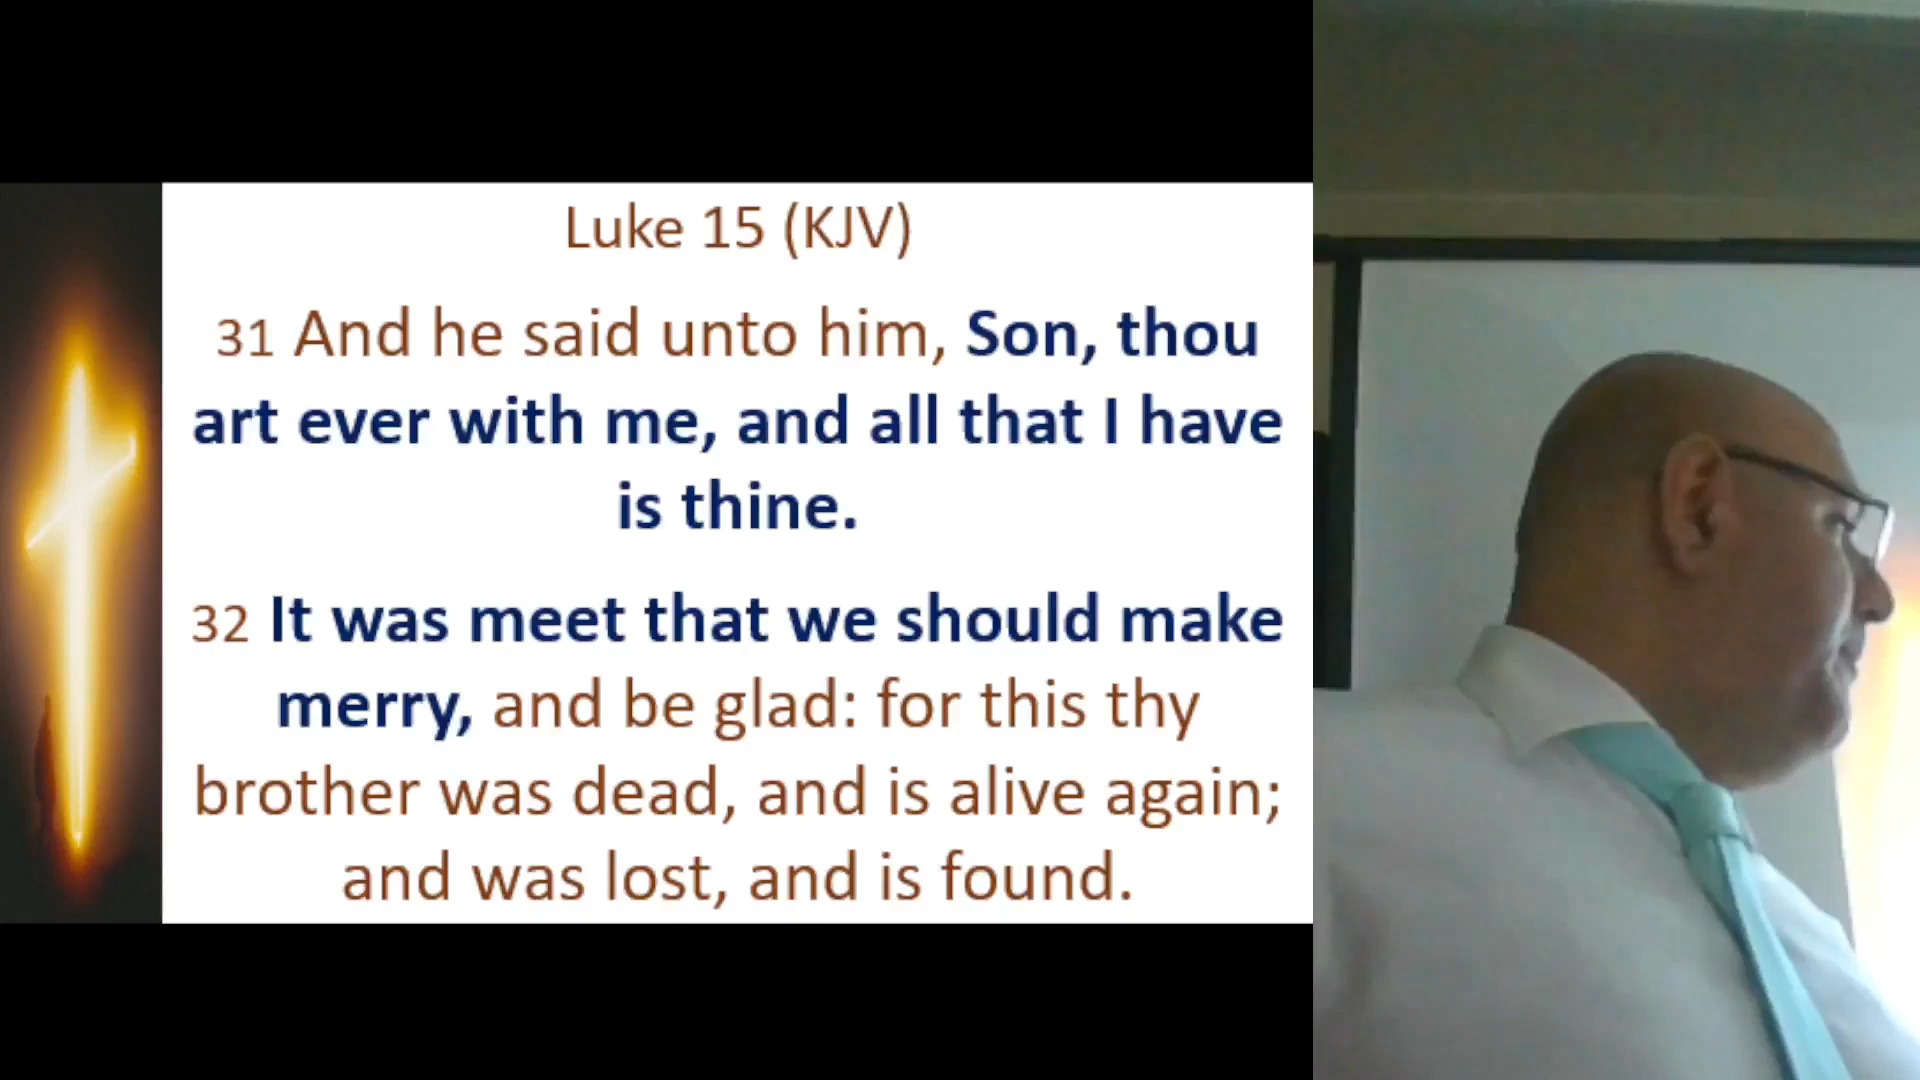 Luke 15 (KJV)
31 And he said unto him, Son, thou
art ever with me, and all that I have
is thine.
32 It was meet that we should make
merry, and be glad: for this thy
brother was dead, and is alive again;
and was lost, and is found.